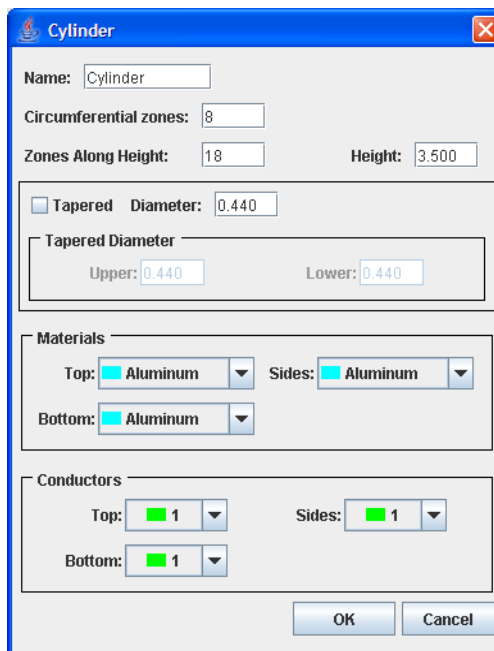 Cylinder
Name: Cylinder
Circumferential zones: 8
Zones Along Height: 18 Height: 3.500
Tapered Diameter: 0.440
Tapered Diameter
Upper: 0.440 Lower: 0.440
Materials
Top: Aluminum Sides: Aluminum
Bottom: Aluminum
Conductors
Top: 1 Sides: 1
Bottom: 1
OK Cancel